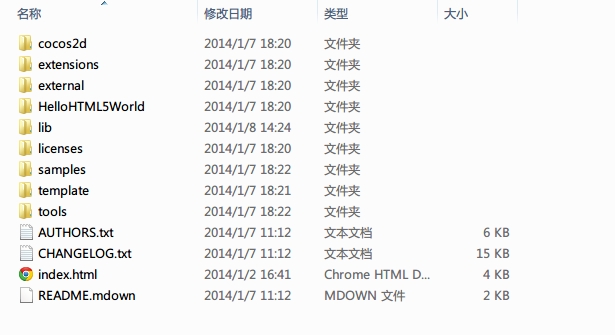 名称 修改日期 类型 大小
cocos2d 2014/1/7 18:20 文件夹
extensions 2014/1/7 18:20 文件夹
external 2014/1/7 18:20 文件夹
HelloHTML5World 2014/1/7 18:20 文件夹
lib 2014/1/8 14:24 文件夹
licenses 2014/1/7 18:20 文件夹
samples 2014/1/7 18:22 文件夹
template 2014/1/7 18:21 文件夹
tools 2014/1/7 18:22 文件夹
AUTHORS.txt 2014/1/7 11:12 文本文档 6 KB
CHANGELOG.txt 2014/1/7 11:12 文本文档 15 KB
index.html 2014/1/2 16:41 Chrome HTML D... 4 KB
README.mdown 2014/1/7 11:12 MDOWN 文件 2 KB